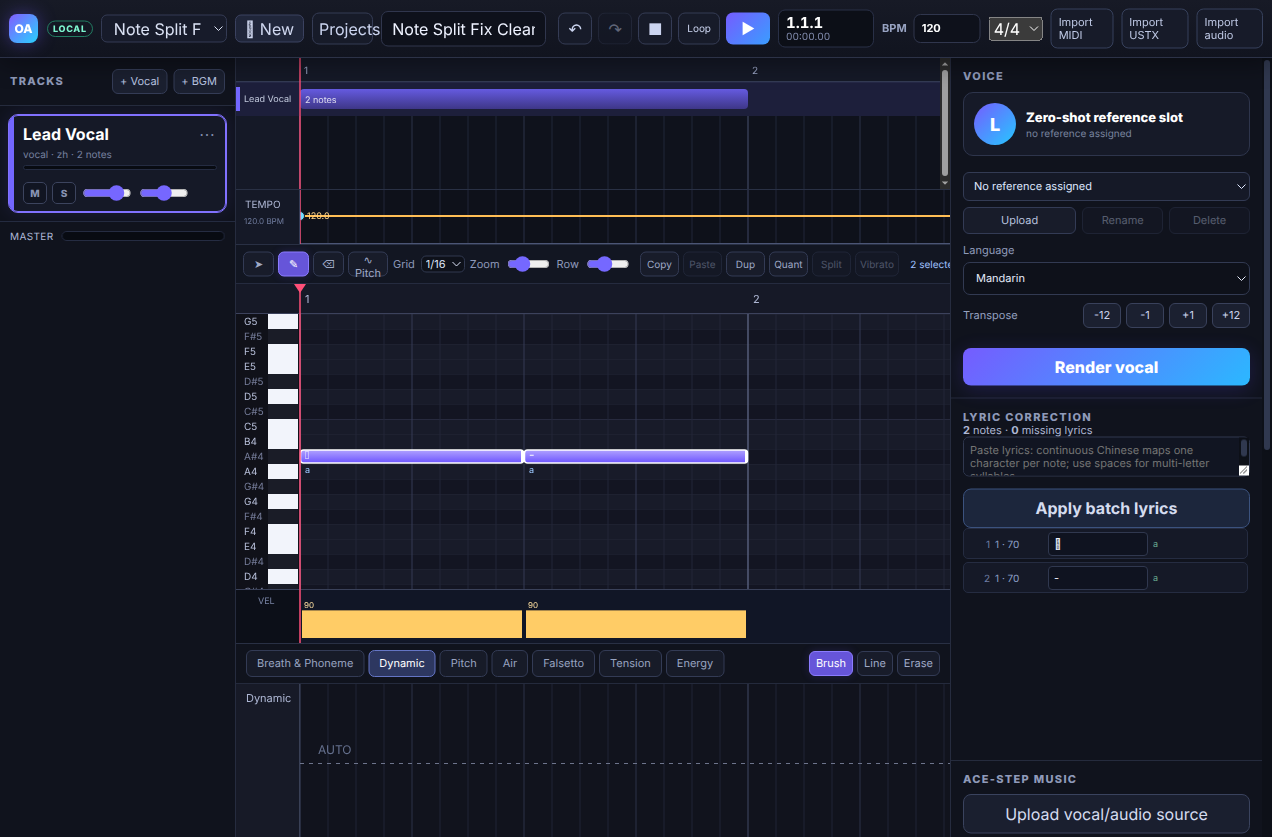 OA
LOCAL
Note Split F
New
Projects
Note Split Fix Clear
Loop
1.1.1
00:00.00
BPM
120
4/4
Import MIDI
Import USTX
Import audio
TRACKS
+ Vocal
+ BGM
Lead Vocal
vocal · zh · 2 notes
M
S
MASTER
1
2
Lead Vocal
2 notes
TEMPO
120.0 BPM
120.0
Pitch
Grid
1/16
Zoom
Row
Copy
Paste
Dup
Quant
Split
Vibrato
2 selecte
1
2
G5
F#5
F5
E5
D#5
D5
C#5
C5
B4
A#4
A4
G#4
G4
F#4
F4
E4
D#4
D4
-
a
a
VEL
90
90
Breath & Phoneme
Dynamic
Pitch
Air
Falsetto
Tension
Energy
Brush
Line
Erase
Dynamic
AUTO
VOICE
L
Zero-shot reference slot
no reference assigned
No reference assigned
Upload
Rename
Delete
Language
Mandarin
Transpose
-12
-1
+1
+12
Render vocal
LYRIC CORRECTION
2 notes · 0 missing lyrics
Paste lyrics: continuous Chinese maps one
character per note; use spaces for multi-letter
Apply batch lyrics
1 1 · 70
a
2 1 · 70
-
a
ACE-STEP MUSIC
Upload vocal/audio source